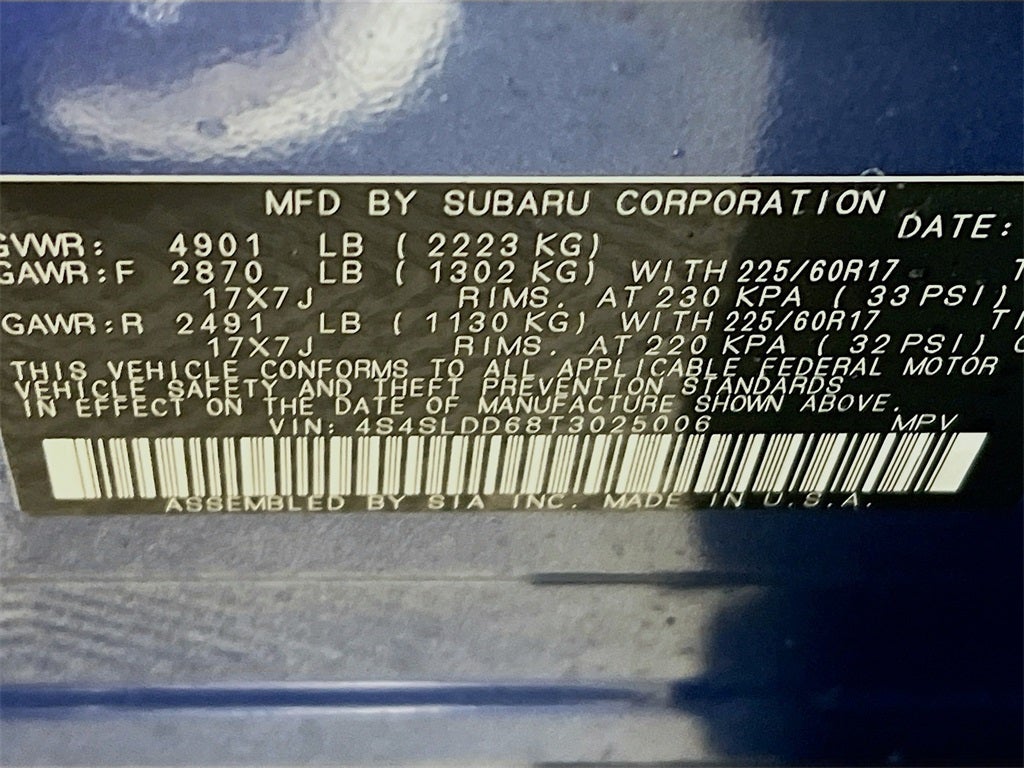 MFD BY SUBARU CORPORATION
DATE:
GVWR: 4901 LB ( 2223 KG)
GAWR:F 2870 LB ( 1302 KG) WITH 225/60R17
17X7J RIMS. AT 230 KPA ( 33 PSI)
GAWR:R 2491 LB ( 1130 KG) WITH 225/60R17
17X7J RIMS. AT 220 KPA ( 32 PSI)
THIS VEHICLE CONFORMS TO ALL APPLICABLE FEDERAL MOTOR
VEHICLE SAFETY AND THEFT PREVENTION STANDARDS
IN EFFECT ON THE DATE OF MANUFACTURE SHOWN ABOVE.
VIN: 4S4SLDD68T3025006 MPV
ASSEMBLED BY SIA INC. MADE IN U.S.A.